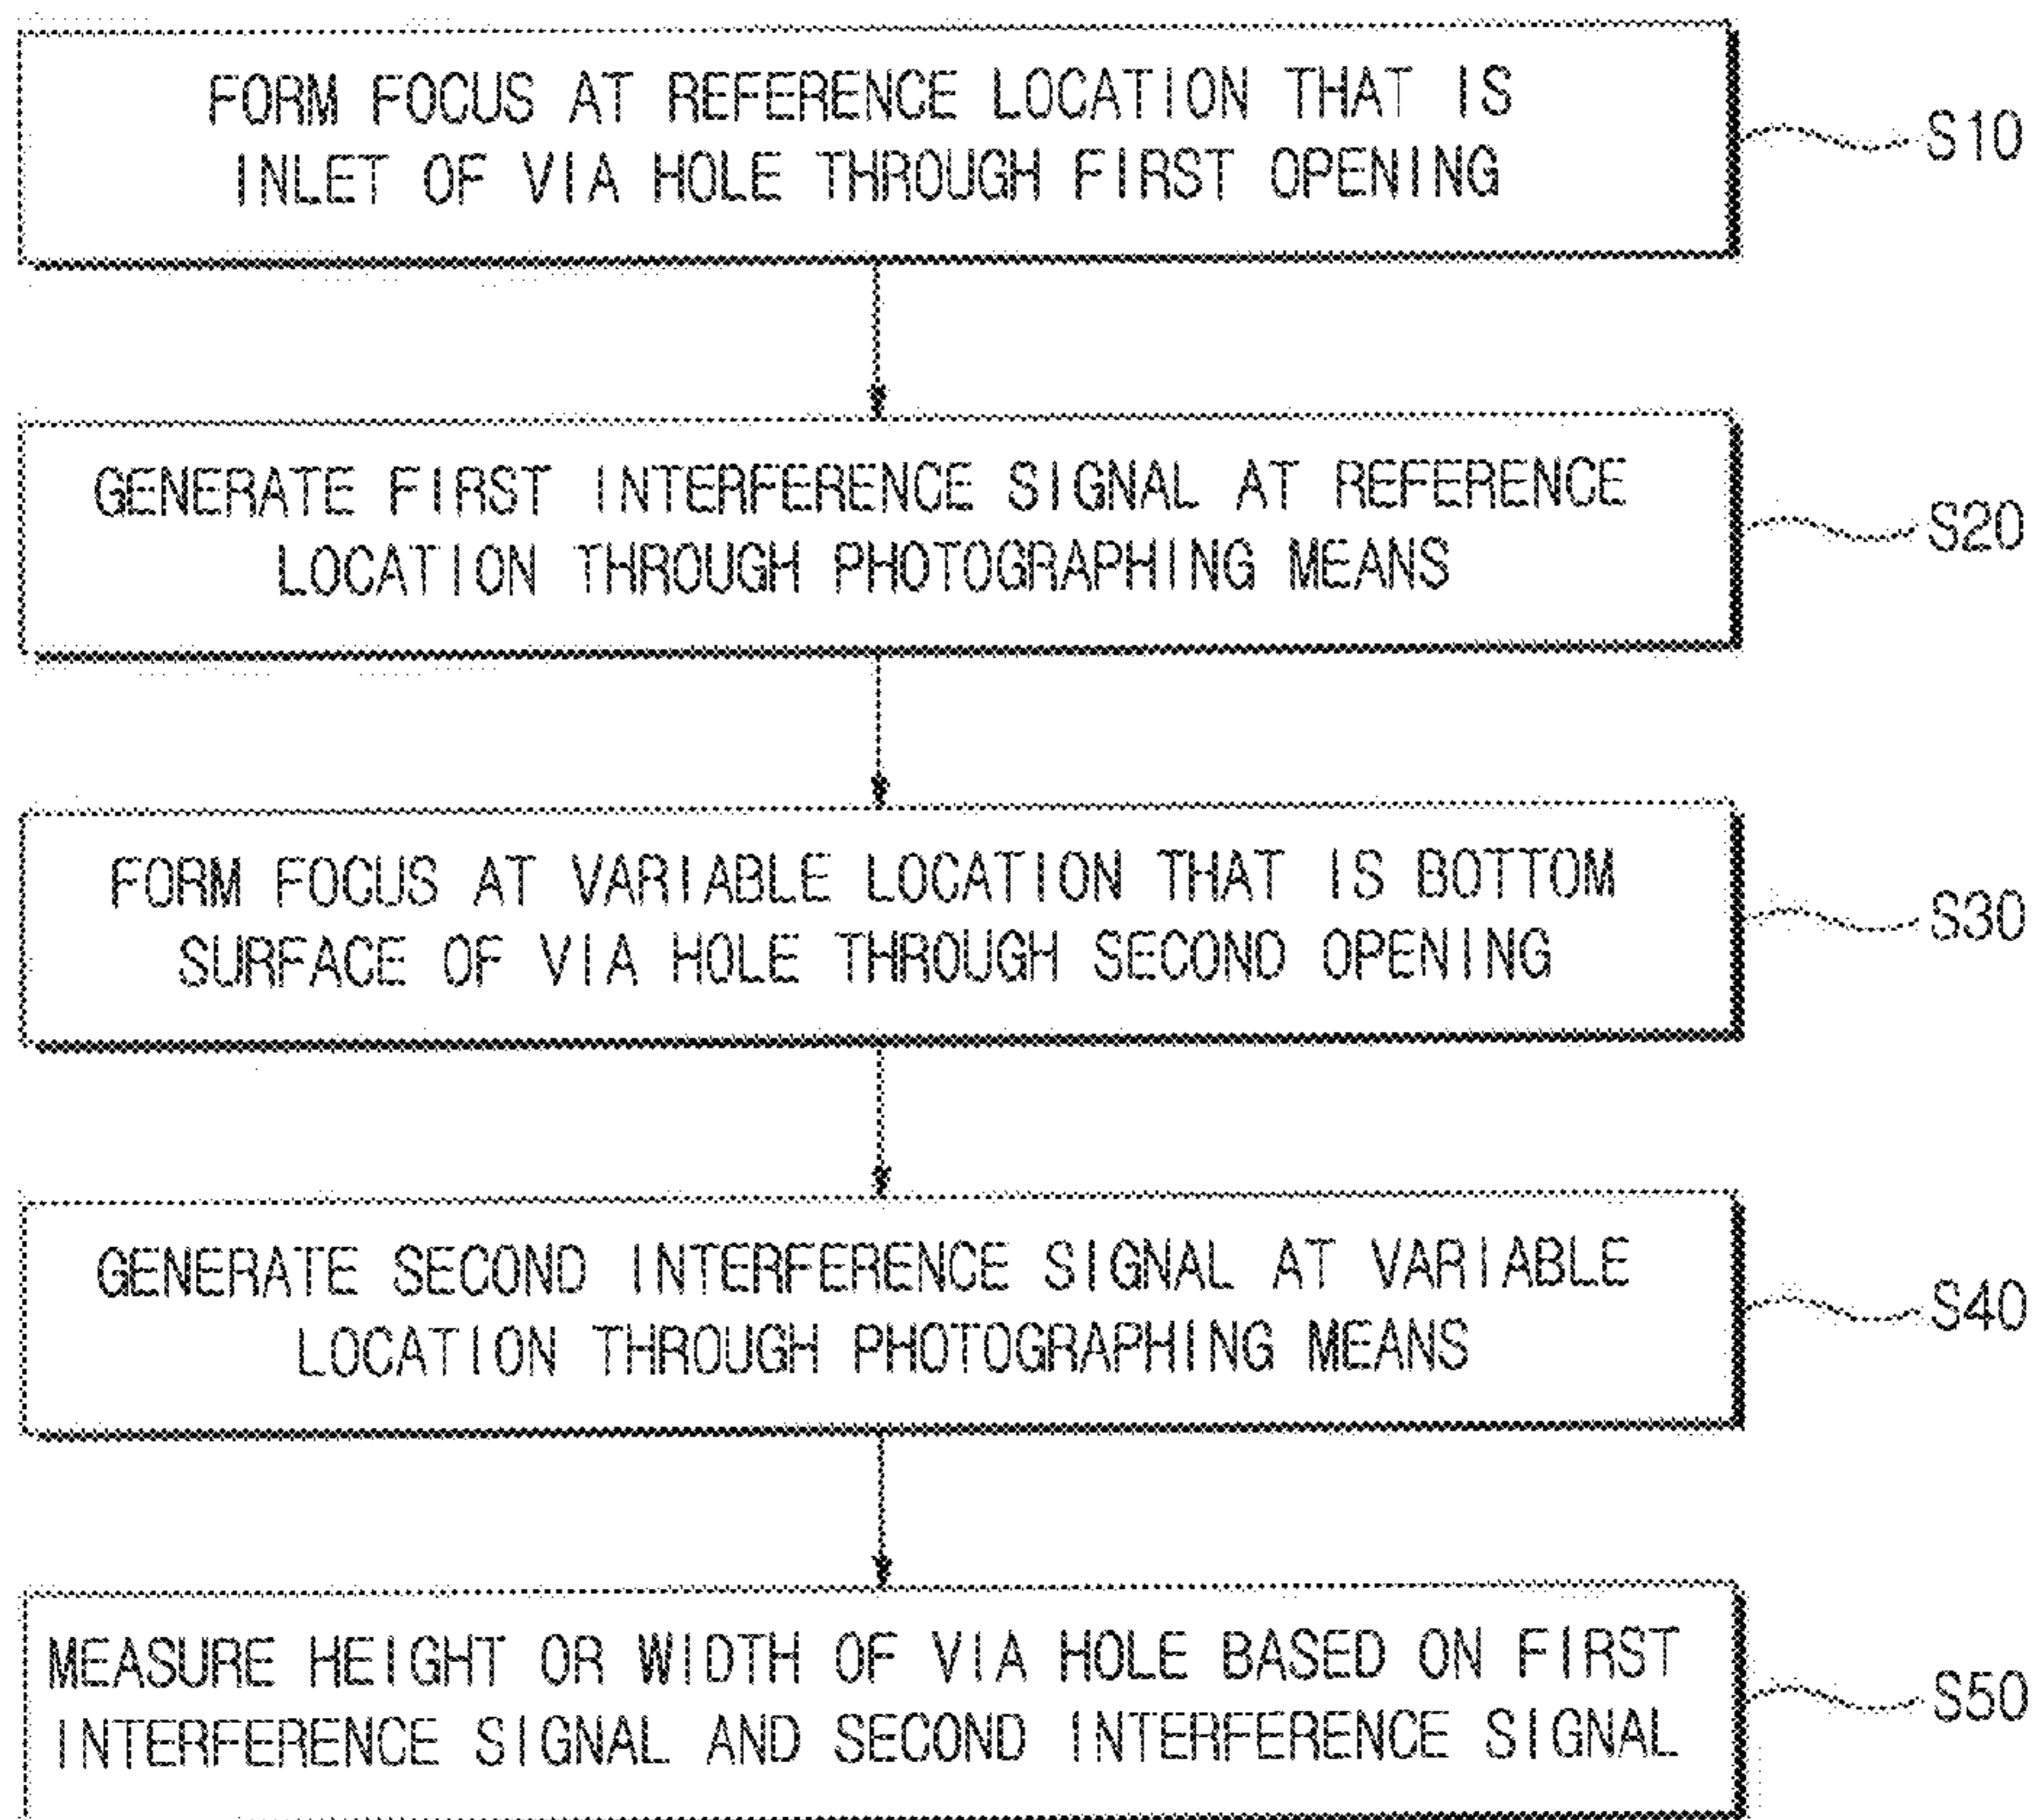 FORM FOCUS AT REFERENCE LOCATION THAT IS
INLET OF VIA HOLE THROUGH FIRST OPENING
S10
GENERATE FIRST INTERFERENCE SIGNAL AT REFERENCE
LOCATION THROUGH PHOTOGRAPHING MEANS
S20
FORM FOCUS AT VARIABLE LOCATION THAT IS BOTTOM
SURFACE OF VIA HOLE THROUGH SECOND OPENING
S30
GENERATE SECOND INTERFERENCE SIGNAL AT VARIABLE
LOCATION THROUGH PHOTOGRAPHING MEANS
S40
MEASURE HEIGHT OR WIDTH OF VIA HOLE BASED ON FIRST
INTERFERENCE SIGNAL AND SECOND INTERFERENCE SIGNAL
S50